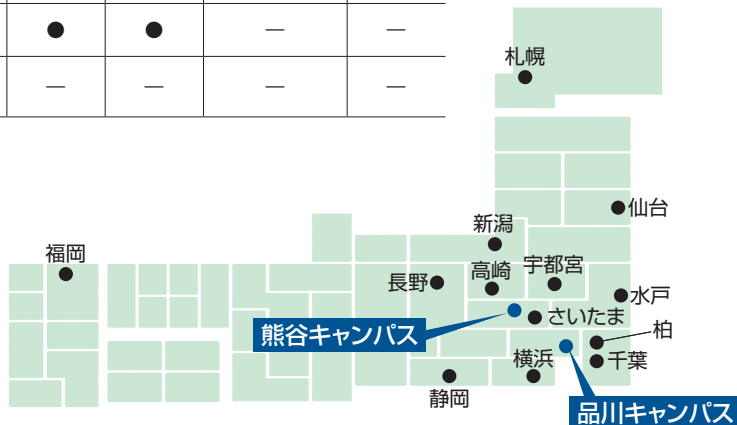 ● ● — —
— — — —
札幌
仙台
新潟
福岡
宇都宮
高崎
長野
水戸
さいたま
熊谷キャンパス
柏
横浜
千葉
静岡
品川キャンパス